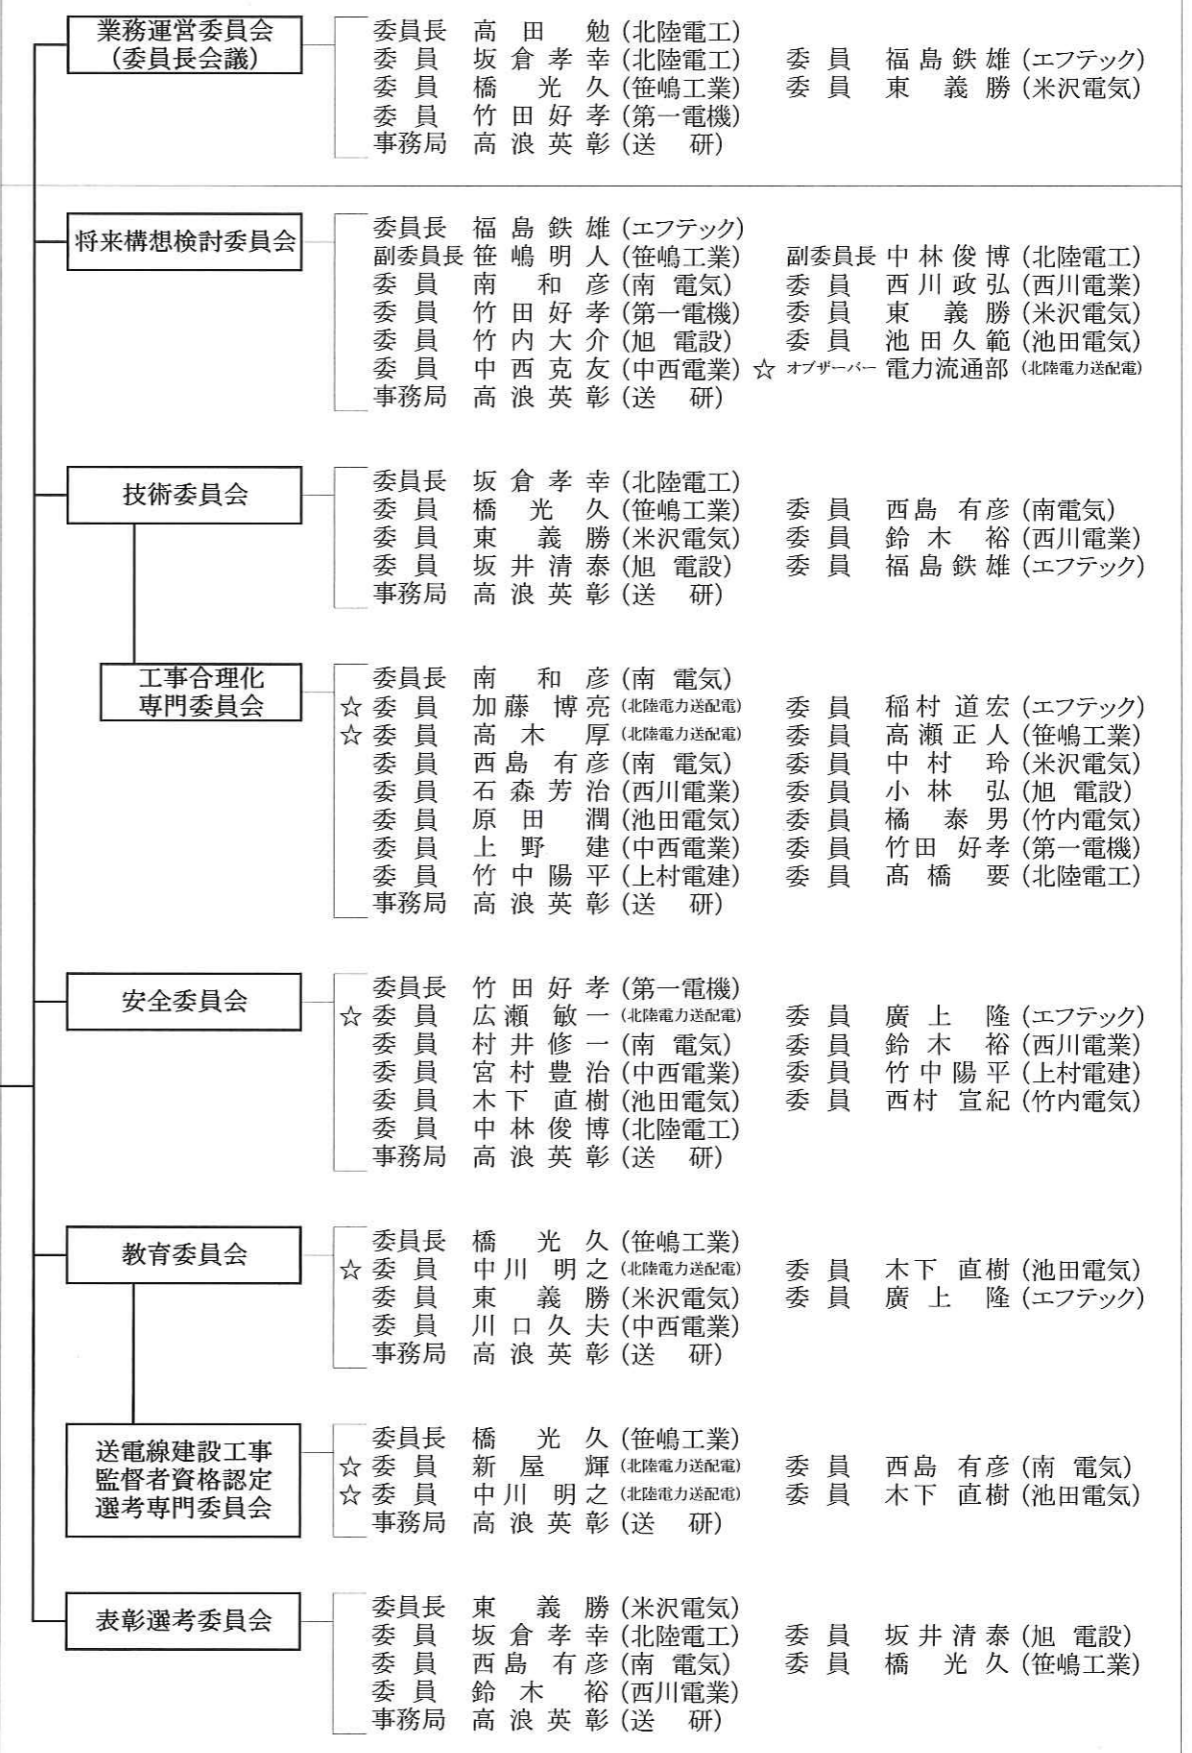 業務運営委員会
(委員長会議)
委員長 高田 勉 (北陸電工)
委員 坂倉孝幸 (北陸電工) 委員 福島鉄雄 (エフテック)
委員 橋 光久 (笹嶋工業) 委員 東 義勝 (米沢電気)
委員 竹田好孝 (第一電機)
事務局 高浪英彰 (送 研)
将来構想検討委員会
委員長 福島鉄雄 (エフテック)
副委員長 笹嶋明人 (笹嶋工業) 副委員長 中林俊博 (北陸電工)
委員 南 和彦 (南 電気) 委員 西川政弘 (西川電業)
委員 竹田好孝 (第一電機) 委員 東 義勝 (米沢電気)
委員 竹内大介 (旭 電設) 委員 池田久範 (池田電気)
委員 中西克友 (中西電業) ☆ オブザーバー 電力流通部 (北陸電力送配電)
事務局 高浪英彰 (送 研)
技術委員会
委員長 坂倉孝幸 (北陸電工)
委員 橋 光久 (笹嶋工業) 委員 西島 有彦 (南電気)
委員 東 義勝 (米沢電気) 委員 鈴木 裕 (西川電業)
委員 坂井清泰 (旭 電設) 委員 福島鉄雄 (エフテック)
事務局 高浪英彰 (送 研)
工事合理化
専門委員会
委員長 南 和彦 (南 電気)
☆ 委員 加藤 博亮 (北陸電力送配電) 委員 稲村 道宏 (エフテック)
☆ 委員 高木 厚 (北陸電力送配電) 委員 高瀬正人 (笹嶋工業)
委員 西島 有彦 (南 電気) 委員 中村 玲 (米沢電気)
委員 石森芳治 (西川電業) 委員 小林 弘 (旭 電設)
委員 原田 潤 (池田電気) 委員 橘 泰男 (竹内電気)
委員 上野 建 (中西電業) 委員 竹田 好孝 (第一電機)
委員 竹中陽平 (上村電建) 委員 髙橋 要 (北陸電工)
事務局 高浪英彰 (送 研)
安全委員会
委員長 竹田好孝 (第一電機)
☆ 委員 広瀬 敏一 (北陸電力送配電) 委員 廣上 隆 (エフテック)
委員 村井修一 (南 電気) 委員 鈴木 裕 (西川電業)
委員 宮村豊治 (中西電業) 委員 竹中陽平 (上村電建)
委員 木下 直樹 (池田電気) 委員 西村 宣紀 (竹内電気)
委員 中林俊博 (北陸電工)
事務局 高浪英彰 (送 研)
教育委員会
委員長 橋 光久 (笹嶋工業)
☆ 委員 中川 明之 (北陸電力送配電) 委員 木下 直樹 (池田電気)
委員 東 義勝 (米沢電気) 委員 廣上 隆 (エフテック)
委員 川口久夫 (中西電業)
事務局 高浪英彰 (送 研)
送電線建設工事
監督者資格認定
選考専門委員会
委員長 橋 光久 (笹嶋工業)
☆ 委員 新屋 輝 (北陸電力送配電) 委員 西島 有彦 (南 電気)
☆ 委員 中川 明之 (北陸電力送配電) 委員 木下 直樹 (池田電気)
事務局 高浪英彰 (送 研)
表彰選考委員会
委員長 東 義勝 (米沢電気)
委員 坂倉孝幸 (北陸電工) 委員 坂井清泰 (旭 電設)
委員 西島 有彦 (南 電気) 委員 橋 光久 (笹嶋工業)
委員 鈴木 裕 (西川電業)
事務局 高浪英彰 (送 研)